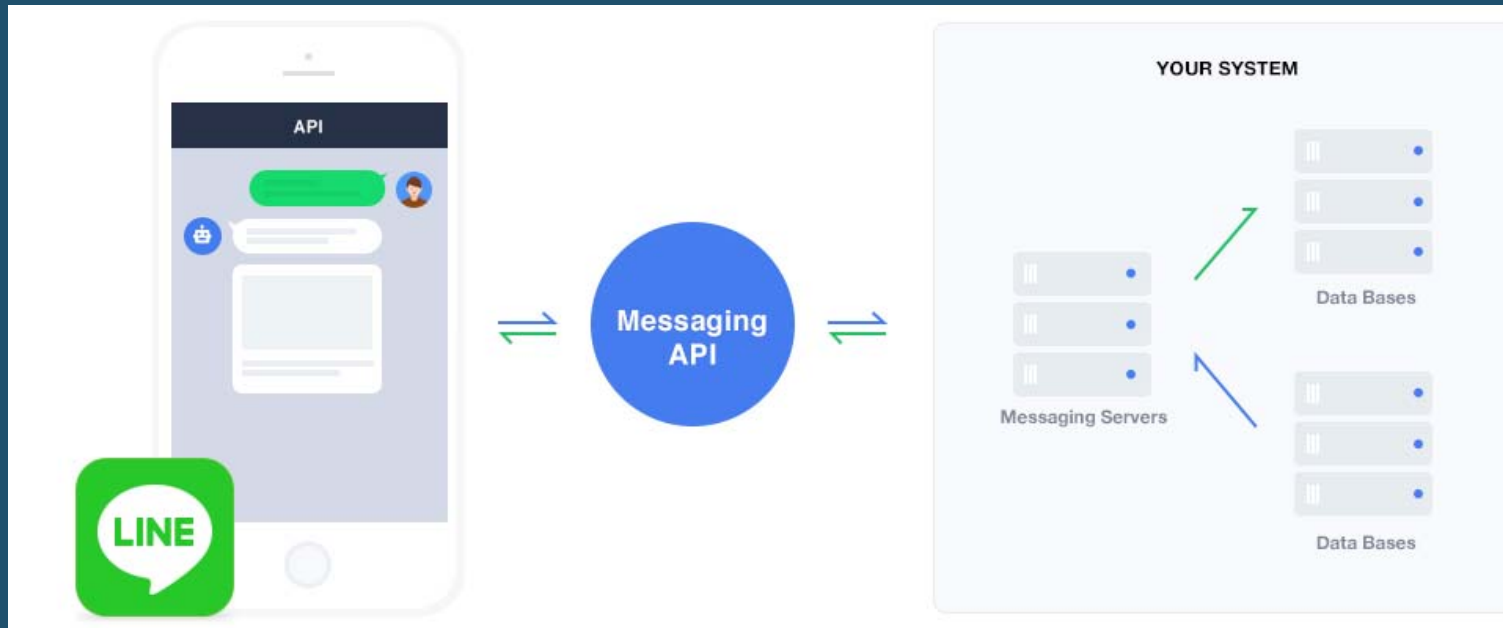 API
LINE
Messaging
API
YOUR SYSTEM
Messaging Servers
Data Bases
Data Bases